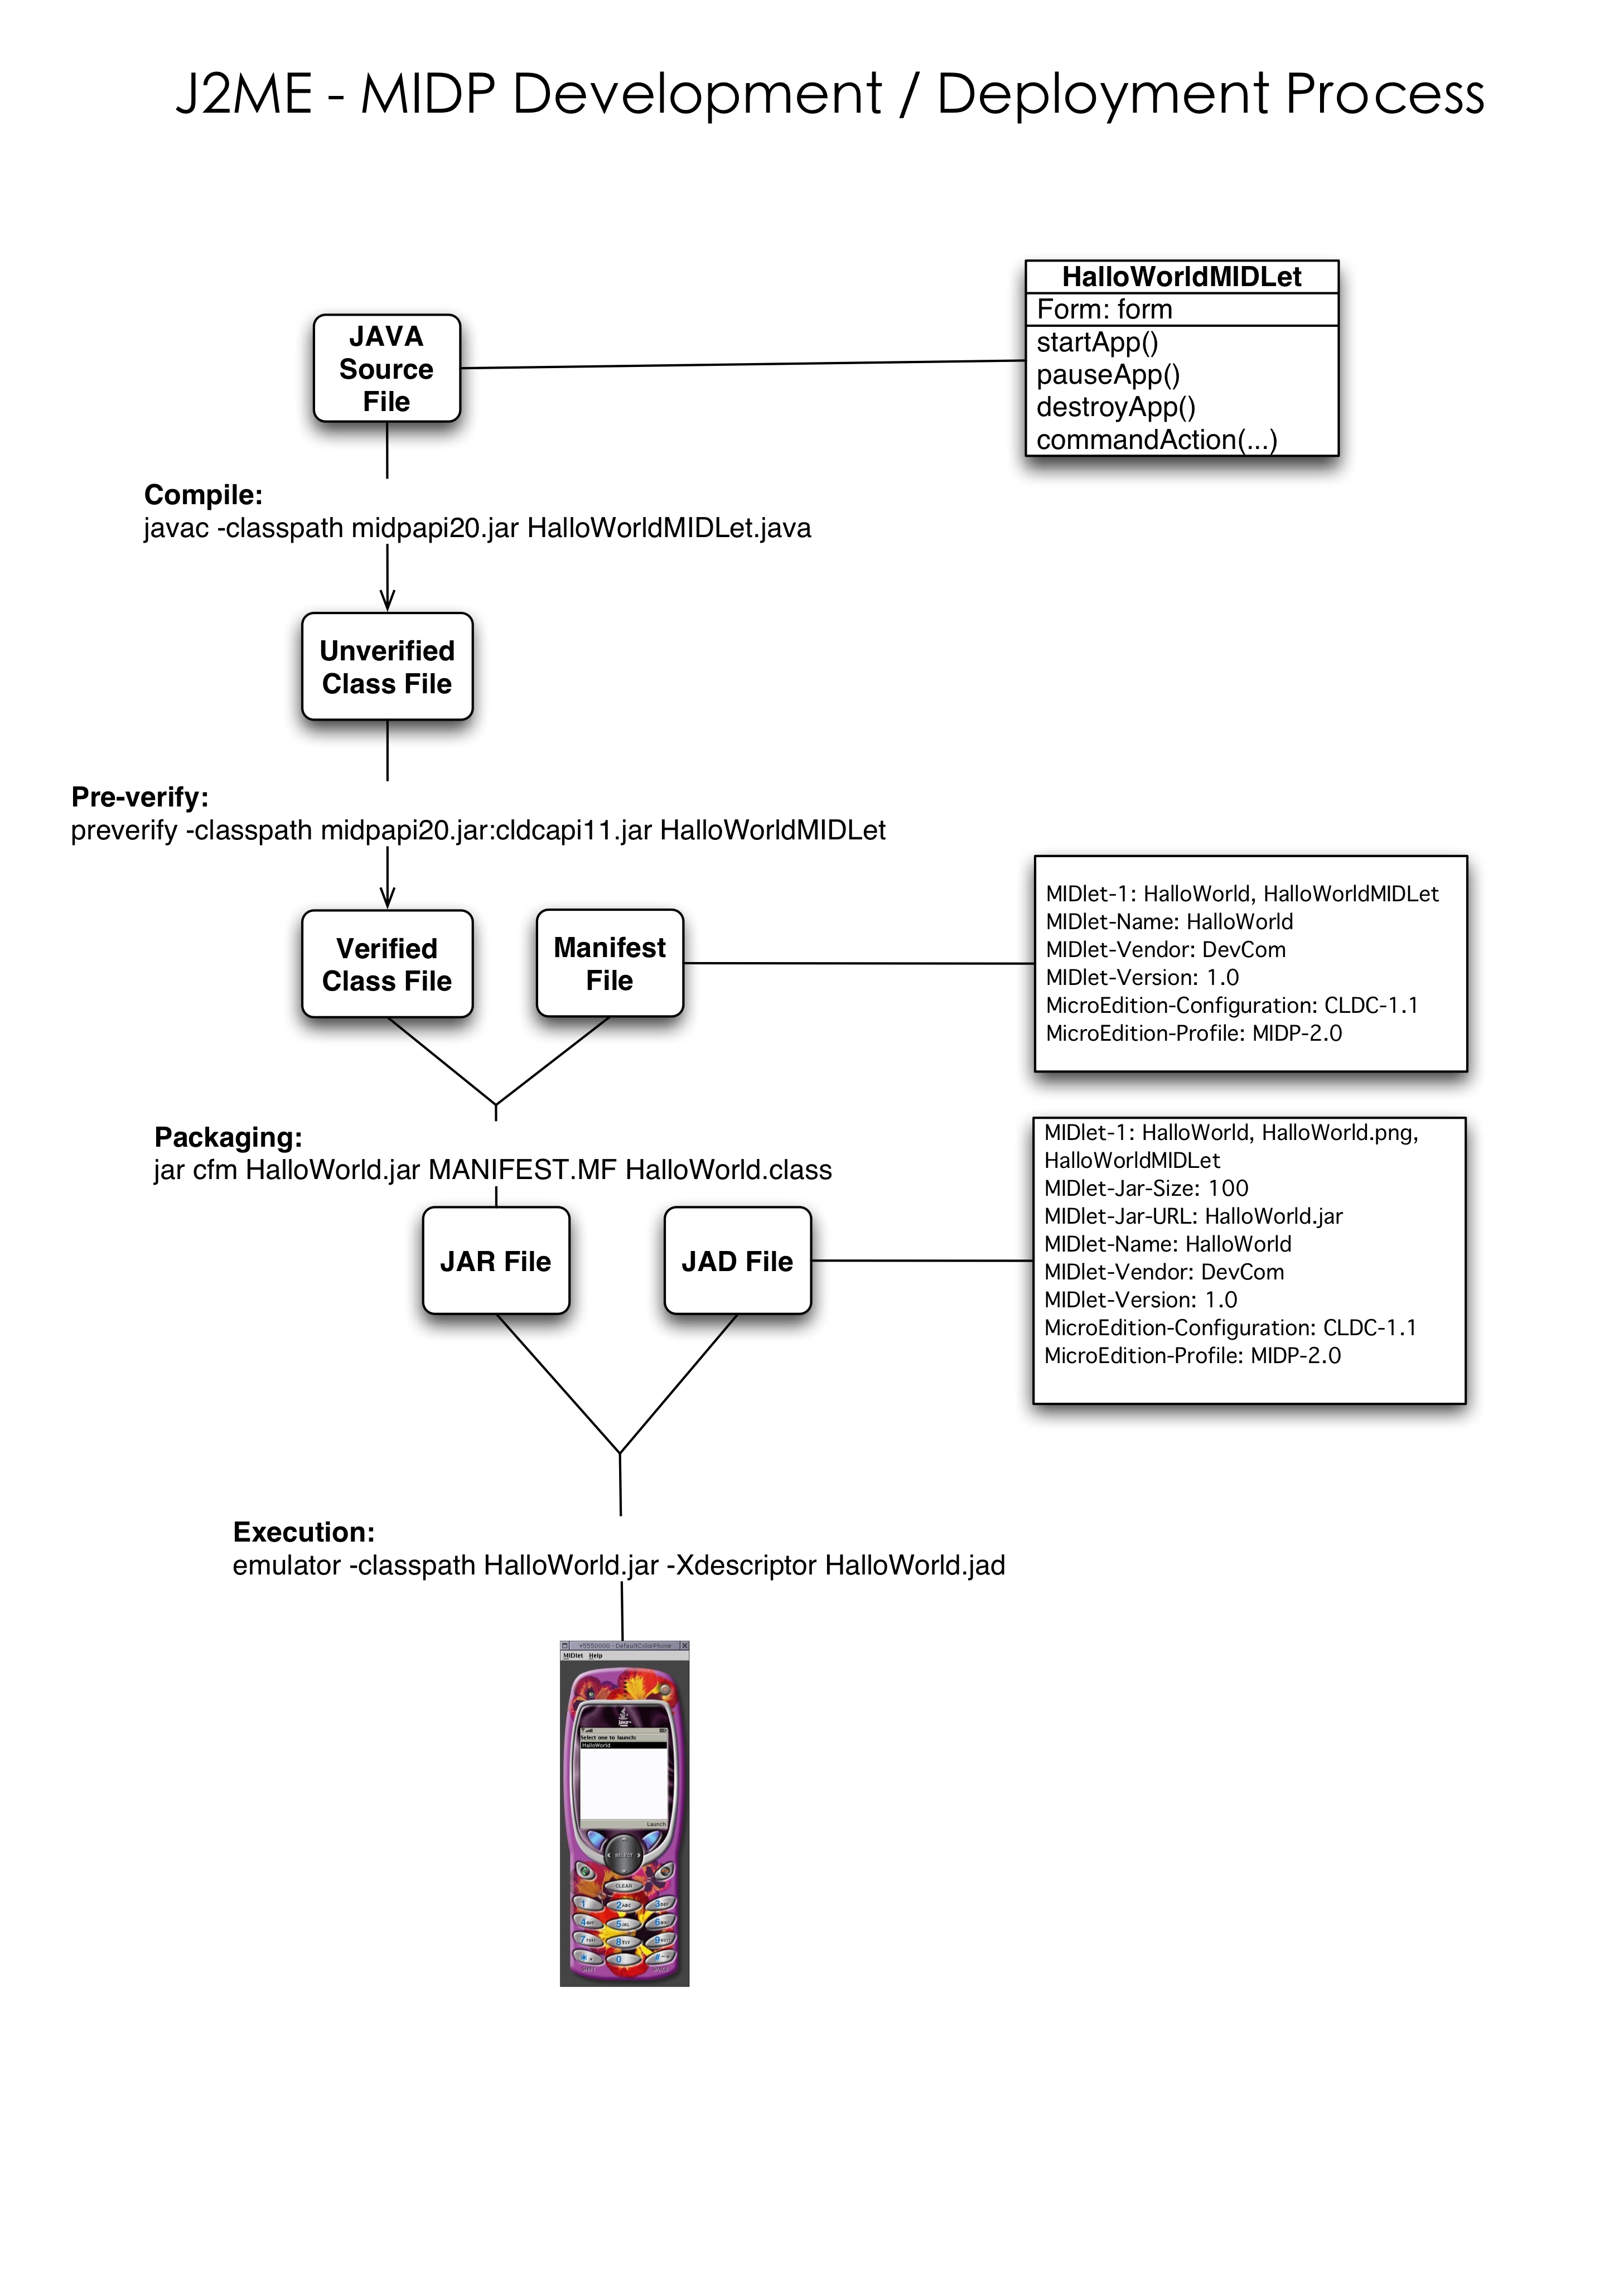 J2ME - MIDP Development / Deployment Process
HalloWorldMIDLet
Form: form
startApp()
pauseApp()
destroyApp()
commandAction(...)
JAVA
Source
File
Compile:
javac -classpath midpapi20.jar HalloWorldMIDLet.java
Unverified
Class File
Pre-verify:
preverify -classpath midpapi20.jar:cldcapi11.jar HalloWorldMIDLet
Verified
Class File
Manifest
File
MIDlet-1: HalloWorld, HalloWorldMIDLet
MIDlet-Name: HalloWorld
MIDlet-Vendor: DevCom
MIDlet-Version: 1.0
MicroEdition-Configuration: CLDC-1.1
MicroEdition-Profile: MIDP-2.0
Packaging:
jar cfm HalloWorld.jar MANIFEST.MF HalloWorld.class
JAR File
JAD File
MIDlet-1: HalloWorld, HalloWorld.png,
HalloWorldMIDLet
MIDlet-Jar-Size: 100
MIDlet-Jar-URL: HalloWorld.jar
MIDlet-Name: HalloWorld
MIDlet-Vendor: DevCom
MIDlet-Version: 1.0
MicroEdition-Configuration: CLDC-1.1
MicroEdition-Profile: MIDP-2.0
Execution:
emulator -classpath HalloWorld.jar -Xdescriptor HalloWorld.jad
+5550000 - DefaultColorPhone
MIDlet Help
Java
Select one to launch:
HalloWorld
Launch
SELECT
CLEAR
1 2 ABC 3 DEF
4 GHI 5 JKL 6 MNO
7 8 TUV 9
* 0 #